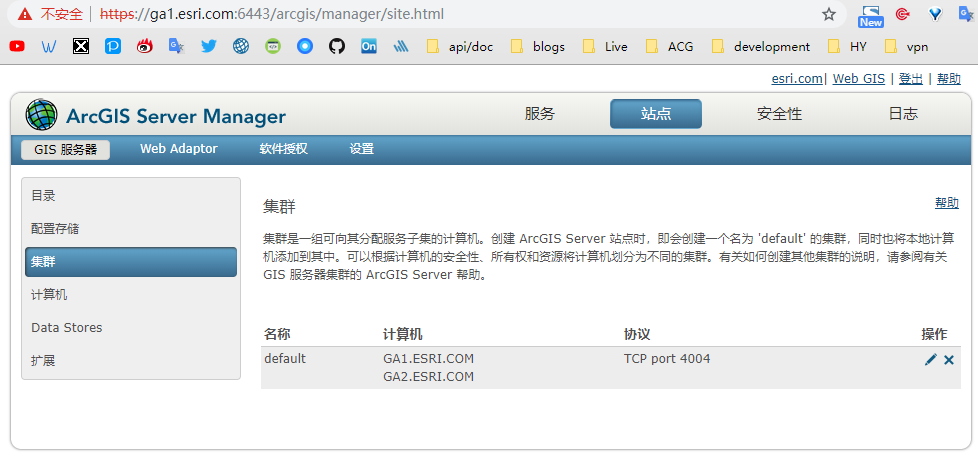 不安全 | https://ga1.esri.com:6443/arcgis/manager/site.html
New
api/doc blogs Live ACG development HY vpn
esri.com | Web GIS | 登出 | 帮助
ArcGIS Server Manager 服务 站点 安全性 日志
GIS 服务器 Web Adaptor 软件授权 设置
目录
配置存储
集群
计算机
Data Stores
扩展
集群 帮助
集群是一组可向其分配服务子集的计算机。创建 ArcGIS Server 站点时，即会创建一个名为 'default' 的集群，同时也将本地计算
机添加到其中。可以根据计算机的安全性、所有权和资源将计算机划分为不同的集群。有关如何创建其他集群的说明，请参阅有关
GIS 服务器集群的 ArcGIS Server 帮助。
名称 计算机 协议 操作
default GA1.ESRI.COM TCP port 4004
GA2.ESRI.COM